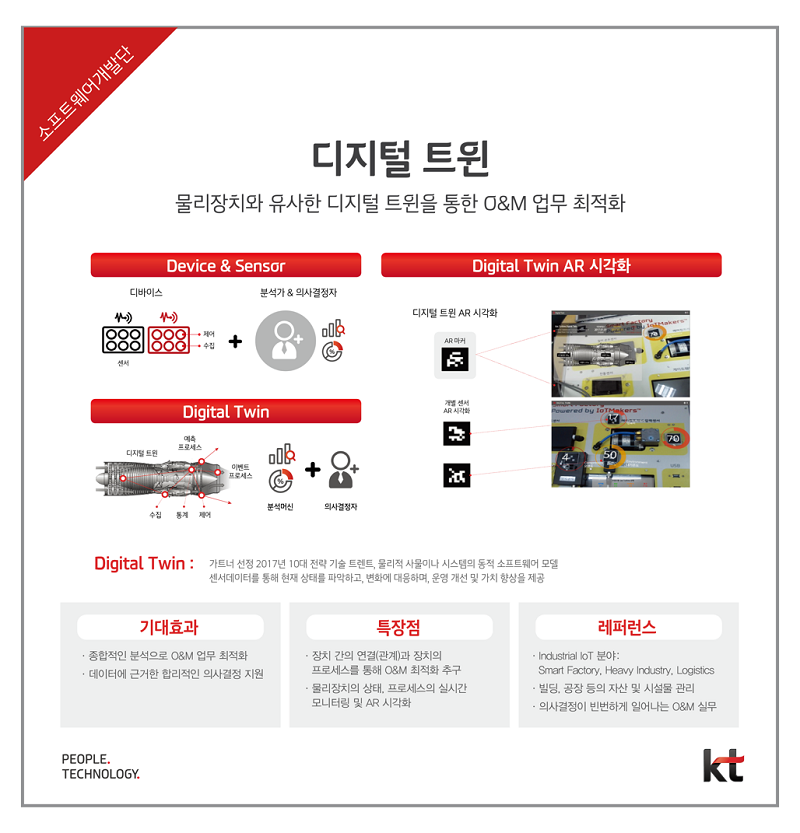 소프트웨어개발단
디지털 트윈
물리장치와 유사한 디지털 트윈을 통한 O&M 업무 최적화
Device & Sensor
디바이스
분석가 & 의사결정자
제어
수집
센서
Digital Twin
디지털 트윈
예측
프로세스
이벤트
프로세스
수집
통계
제어
%
분석머신
의사결정자
Digital Twin AR 시각화
디지털 트윈 AR 시각화
AR 마커
개별 센서
AR 시각화
Factory
ed by IoTMakers
Powered by IoTMakers
17
70
50
4
Digital Twin :
가트너 선정 2017년 10대 전략 기술 트렌트, 물리적 사물이나 시스템의 동적 소프트웨어 모델
센서데이터를 통해 현재 상태를 파악하고, 변화에 대응하며, 운영 개선 및 가치 향상을 제공
기대효과
· 종합적인 분석으로 O&M 업무 최적화
· 데이터에 근거한 합리적인 의사결정 지원
특장점
· 장치 간의 연결(관계)과 장치의
프로세스를 통해 O&M 최적화 추구
· 물리장치의 상태, 프로세스의 실시간
모니터링 및 AR 시각화
레퍼런스
· Industrial IoT 분야:
Smart Factory, Heavy Industry, Logistics
· 빌딩, 공장 등의 자산 및 시설물 관리
· 의사결정이 빈번하게 일어나는 O&M 실무
PEOPLE.
TECHNOLOGY.
kt